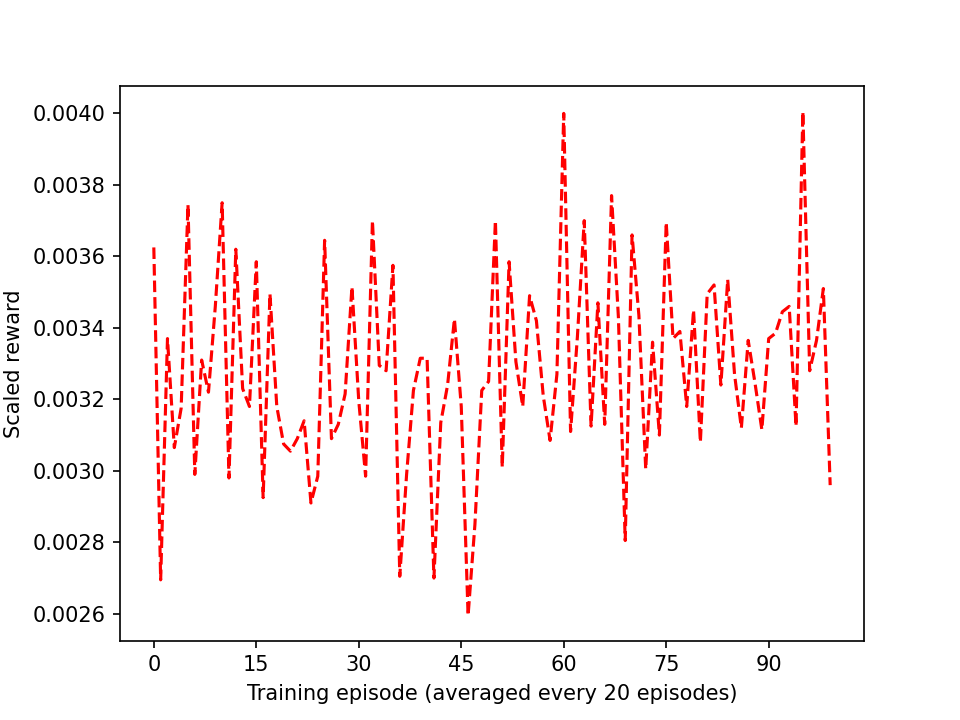 0.0040
0.0038
0.0036
0.0034
0.0032
0.0030
0.0028
0.0026
Scaled reward
0 15 30 45 60 75 90
Training episode (averaged every 20 episodes)